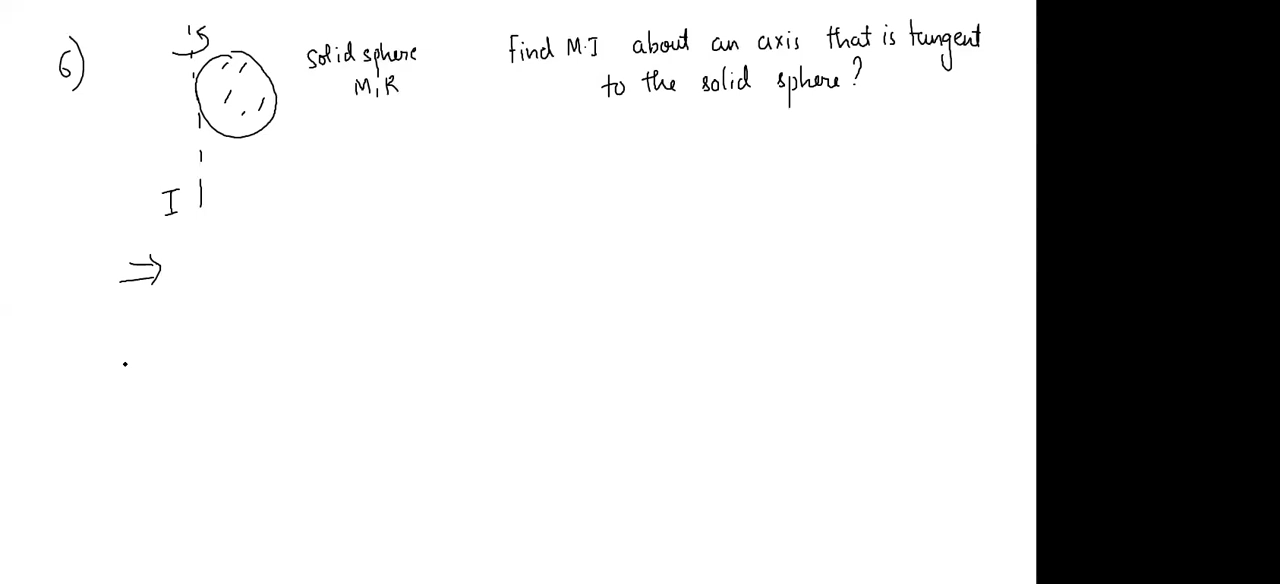 6)
solid sphere
M, R
Find M.I about an axis that is tangent
to the solid sphere?
I
⇒